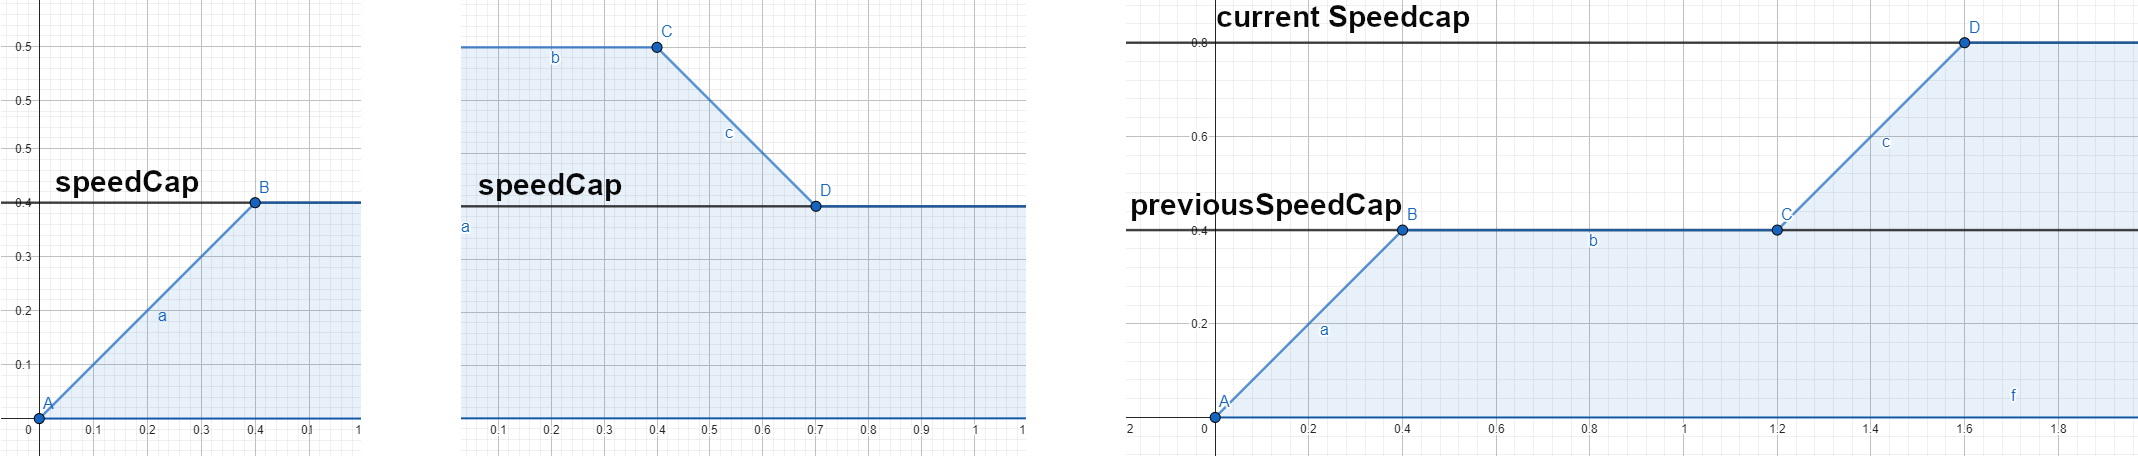 0.5
0.5
0.5
speedCap
B
0.4
0.3
0.2
a
0.1
A
0 0.1 0.2 0.3 0.4 0.1 1
C
b
c
speedCap
D
a
0.1 0.2 0.3 0.4 0.5 0.6 0.7 0.8 0.9 1 1
current Speedcap
D
0.8
0.6
c
previousSpeedCap
B
C
0.4
b
0.2
a
A
f
2 0 0.2 0.4 0.6 0.8 1 1.2 1.4 1.6 1.8